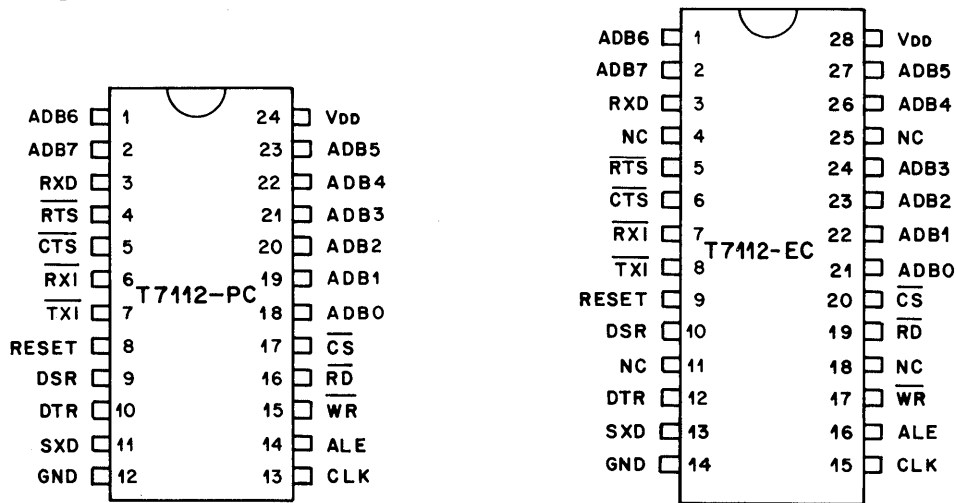 ADB6 1 24 VDD
ADB7 2 23 ADB5
RXD 3 22 ADB4
RTS 4 21 ADB3
CTS 5 20 ADB2
RXI 6 19 ADB1
T7112-PC
TXI 7 18 ADB0
RESET 8 17 CS
DSR 9 16 RD
DTR 10 15 WR
SXD 11 14 ALE
GND 12 13 CLK
ADB6 1 28 VDD
ADB7 2 27 ADB5
RXD 3 26 ADB4
NC 4 25 NC
RTS 5 24 ADB3
CTS 6 23 ADB2
RXI 7 22 ADB1
T7112-EC
TXI 8 21 ADB0
RESET 9 20 CS
DSR 10 19 RD
NC 11 18 NC
DTR 12 17 WR
SXD 13 16 ALE
GND 14 15 CLK